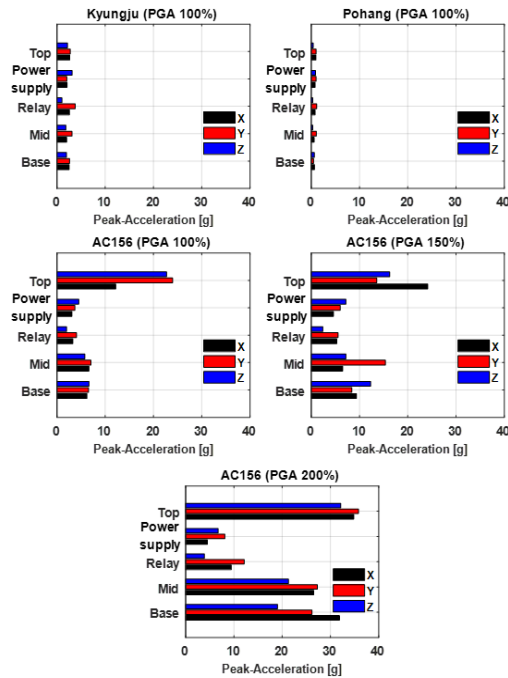 Kyungju (PGA 100%)
Top
Power
supply
Relay
Mid
Base
X
Y
Z
0 10 20 30 40
Peak-Acceleration [g]
Pohang (PGA 100%)
Top
Power
supply
Relay
Mid
Base
X
Y
Z
0 10 20 30 40
Peak-Acceleration [g]
AC156 (PGA 100%)
Top
Power
supply
Relay
Mid
Base
X
Y
Z
0 10 20 30 40
Peak-Acceleration [g]
AC156 (PGA 150%)
Top
Power
supply
Relay
Mid
Base
X
Y
Z
0 10 20 30 40
Peak-Acceleration [g]
AC156 (PGA 200%)
Top
Power
supply
Relay
Mid
Base
X
Y
Z
0 10 20 30 40
Peak-Acceleration [g]